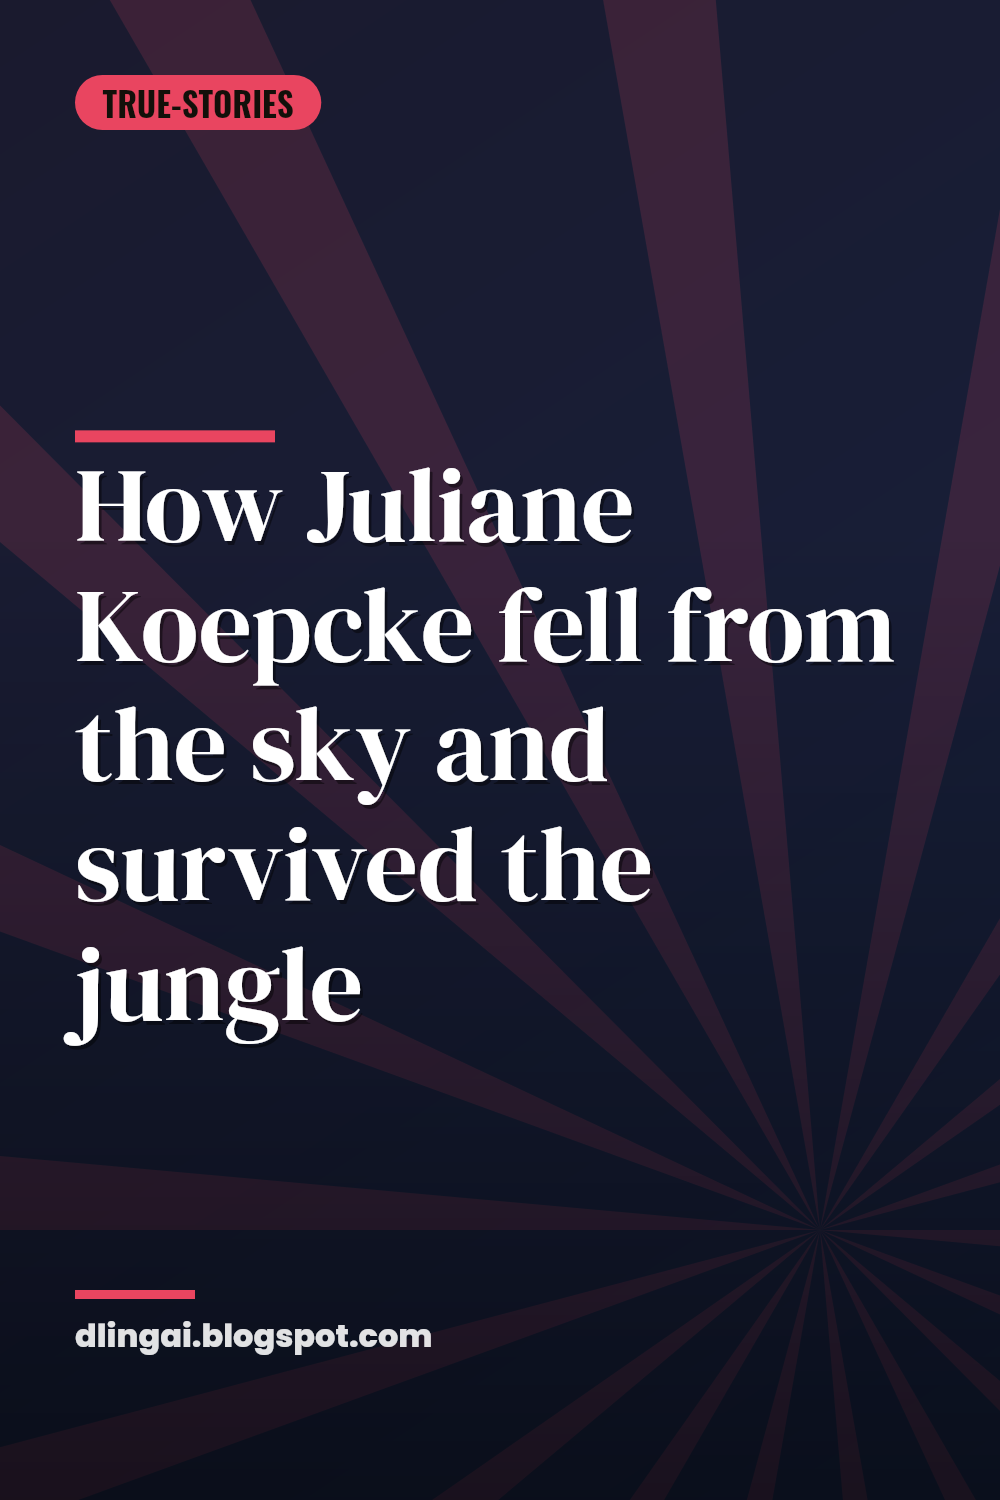 TRUE-STORIES
How Juliane
Koepcke fell from
the sky and
survived the
jungle
dlingai.blogspot.com